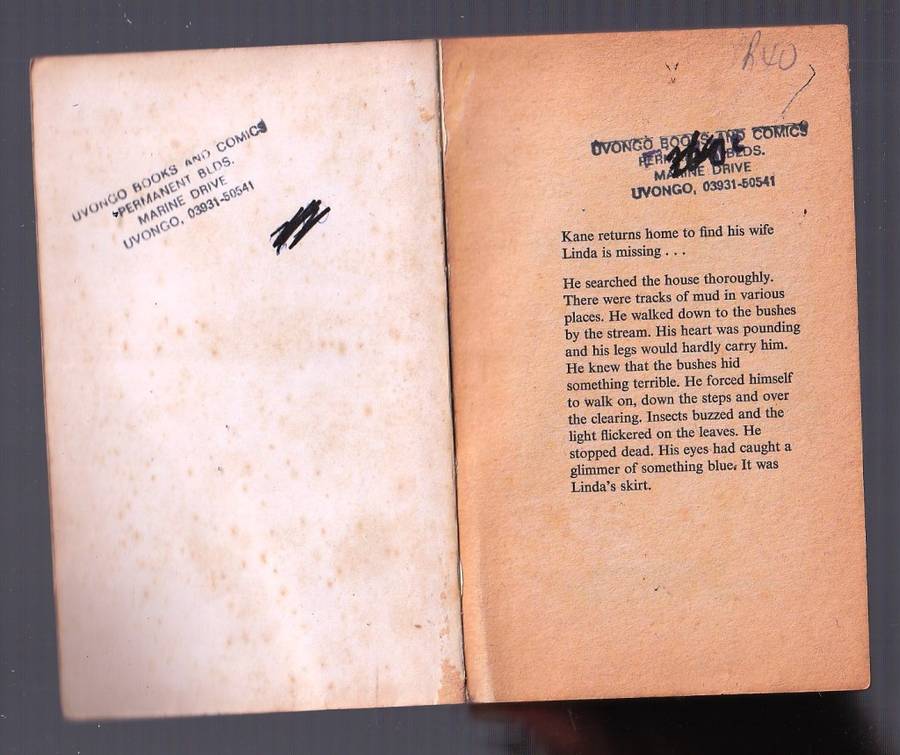 UVONGO BOOKS AND COMICS
PERMANENT BLDS.
MARINE DRIVE
UVONGO, 03931-50541
R40
UVONGO BOOKS AND COMICS
BLDS.
MARINE DRIVE
UVONGO, 03931-50541
Kane returns home to find his wife
Linda is missing . . .
He searched the house thoroughly.
There were tracks of mud in various
places. He walked down to the bushes
by the stream. His heart was pounding
and his legs would hardly carry him.
He knew that the bushes hid
something terrible. He forced himself
to walk on, down the steps and over
the clearing. Insects buzzed and the
light flickered on the leaves. He
stopped dead. His eyes had caught a
glimmer of something blue. It was
Linda's skirt.